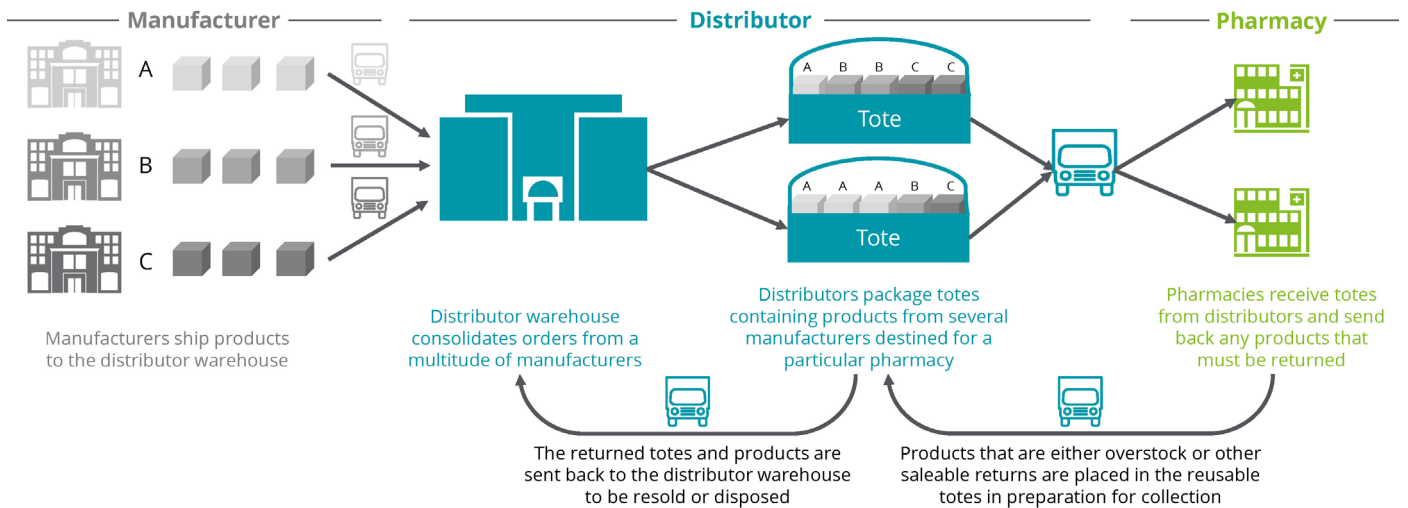 Manufacturer
Distributor
Pharmacy
A
B
C
A B B C C
Tote
A A A B C
Tote
Manufacturers ship products
to the distributor warehouse
Distributor warehouse
consolidates orders from a
multitude of manufacturers
Distributors package totes
containing products from several
manufacturers destined for a
particular pharmacy
Pharmacies receive totes
from distributors and send
back any products that
must be returned
The returned totes and products are
sent back to the distributor warehouse
to be resold or disposed
Products that are either overstock or other
saleable returns are placed in the reusable
totes in preparation for collection